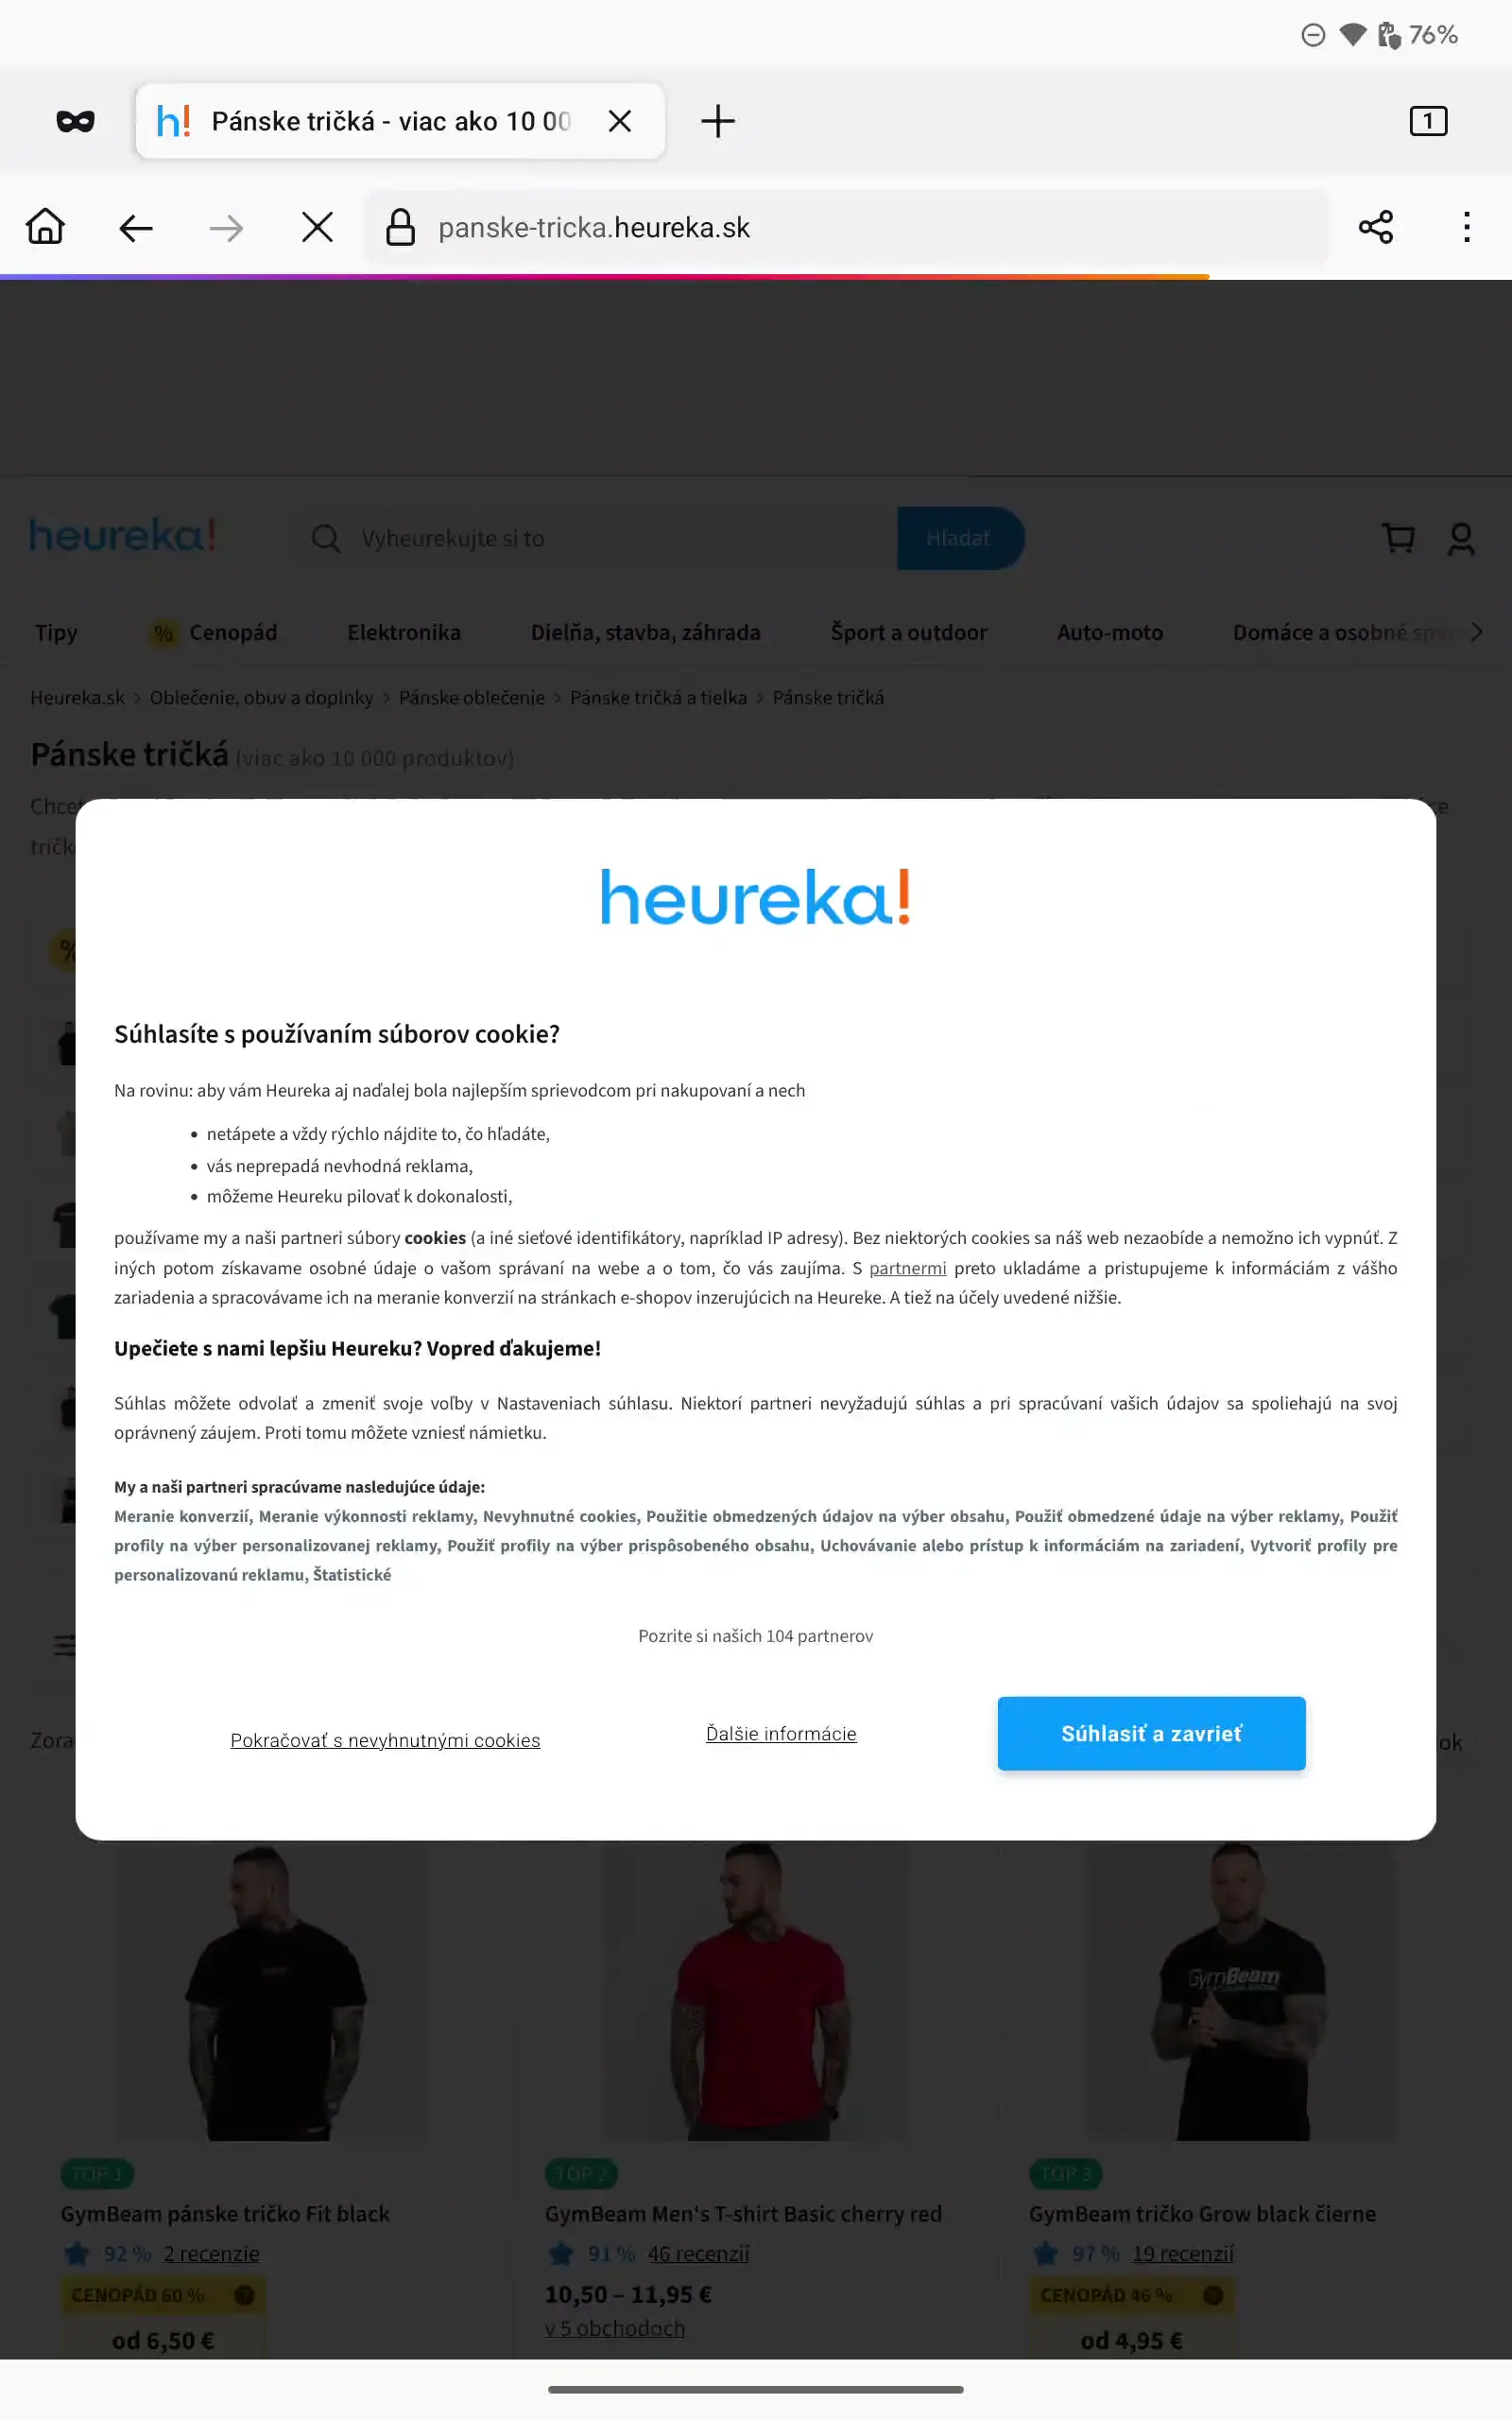 76%
h! Pánske tričká - viac ako 10 00
1
panske-tricka.heureka.sk
heureka!
Vyheurekujte si to
Hľadať
Tipy % Cenopád Elektronika Dielňa, stavba, záhrada Šport a outdoor Auto-moto Domáce a osobné
Heureka.sk > Oblečenie, obuv a doplnky > Pánske oblečenie > Pánske tričká a tielka > Pánske tričká
Pánske tričká (viac ako 10 000 produktov)
heureka!
Súhlasíte s používaním súborov cookie?
Na rovinu: aby vám Heureka aj naďalej bola najlepším sprievodcom pri nakupovaní a nech
• netápete a vždy rýchlo nájdite to, čo hľadáte,
• vás neprepadá nevhodná reklama,
• môžeme Heureku pilovať k dokonalosti,
používame my a naši partneri súbory cookies (a iné sieťové identifikátory, napríklad IP adresy). Bez niektorých cookies sa náš web nezaobíde a nemožno ich vypnúť. Z
iných potom získavame osobné údaje o vašom správaní na webe a o tom, čo vás zaujíma. S partnermi preto ukladáme a pristupujeme k informáciám z vášho
zariadenia a spracovávame ich na meranie konverzií na stránkach e-shopov inzerujúcich na Heureke. A tiež na účely uvedené nižšie.
Upečiete s nami lepšiu Heureku? Vopred ďakujeme!
Súhlas môžete odvolať a zmeniť svoje voľby v Nastaveniach súhlasu. Niektorí partneri nevyžadujú súhlas a pri spracúvaní vašich údajov sa spoliehajú na svoj
oprávnený záujem. Proti tomu môžete vzniesť námietku.
My a naši partneri spracúvame nasledujúce údaje:
Meranie konverzií, Meranie výkonnosti reklamy, Nevyhnutné cookies, Použitie obmedzených údajov na výber obsahu, Použiť obmedzené údaje na výber reklamy, Použiť
profily na výber personalizovanej reklamy, Použiť profily na výber prispôsobeného obsahu, Uchovávanie alebo prístup k informáciám na zariadení, Vytvoriť profily pre
personalizovanú reklamu, Štatistické
Pozrite si našich 104 partnerov
Pokračovať s nevyhnutnými cookies
Ďalšie informácie
Súhlasiť a zavrieť
GymBeam
TOP 1 TOP 2 TOP 3
GymBeam pánske tričko Fit black GymBeam Men's T-shirt Basic cherry red GymBeam tričko Grow black čierne
92 % 2 recenzie 91 % 46 recenzií 97 % 19 recenzií
CENOPÁD 60 % 10,50 – 11,95 € CENOPÁD 46 %
od 6,50 € v 5 obchodoch od 4,95 €